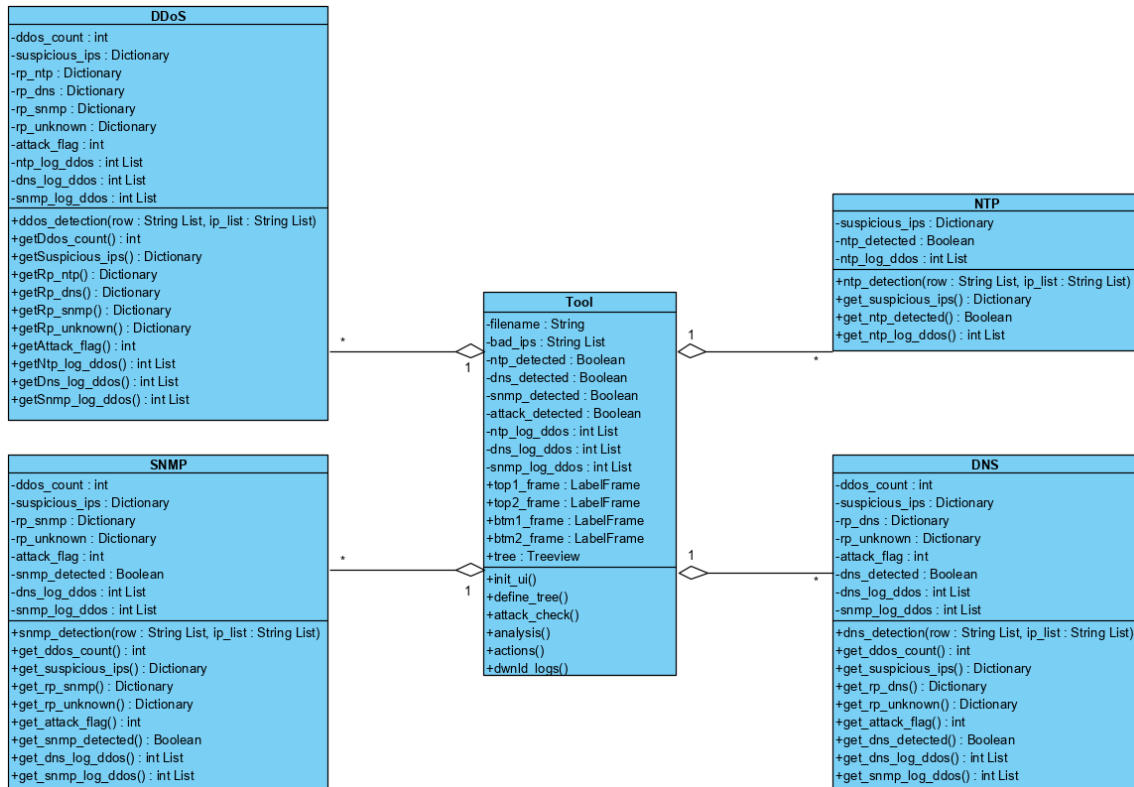 DDoS
-ddos_count : int
-suspicious_ips : Dictionary
-rp_ntp : Dictionary
-rp_dns : Dictionary
-rp_snmp : Dictionary
-rp_unknown : Dictionary
-attack_flag : int
-ntp_log_ddos : int List
-dns_log_ddos : int List
-snmp_log_ddos : int List
+ddos_detection(row : String List, ip_list : String List)
+getDdos_count() : int
+getSuspicious_ips() : Dictionary
+getRp_ntp() : Dictionary
+getRp_dns() : Dictionary
+getRp_snmp() : Dictionary
+getRp_unknown() : Dictionary
+getAttack_flag() : int
+getNtp_log_ddos() : int List
+getDns_log_ddos() : int List
+getSnmp_log_ddos() : int List
*
1
NTP
-suspicious_ips : Dictionary
-ntp_detected : Boolean
-ntp_log_ddos : int List
+ntp_detection(row : String List, ip_list : String List)
+get_suspicious_ips() : Dictionary
+get_ntp_detected() : Boolean
+get_ntp_log_ddos() : int List
1
*
Tool
-filename : String
-bad_ips : String List
-ntp_detected : Boolean
-dns_detected : Boolean
-snmp_detected : Boolean
-attack_detected : Boolean
-ntp_log_ddos : int List
-dns_log_ddos : int List
-snmp_log_ddos : int List
+top1_frame : LabelFrame
+top2_frame : LabelFrame
+btm1_frame : LabelFrame
+btm2_frame : LabelFrame
+tree : Treeview
+init_ui()
+define_tree()
+attack_check()
+analysis()
+actions()
+dwnld_logs()
SNMP
-ddos_count : int
-suspicious_ips : Dictionary
-rp_snmp : Dictionary
-rp_unknown : Dictionary
-attack_flag : int
-snmp_detected : Boolean
-dns_log_ddos : int List
-snmp_log_ddos : int List
+snmp_detection(row : String List, ip_list : String List)
+get_ddos_count() : int
+get_suspicious_ips() : Dictionary
+get_rp_snmp() : Dictionary
+get_rp_unknown() : Dictionary
+get_attack_flag() : int
+get_snmp_detected() : Boolean
+get_dns_log_ddos() : int List
+get_snmp_log_ddos() : int List
*
1
DNS
-ddos_count : int
-suspicious_ips : Dictionary
-rp_dns : Dictionary
-rp_unknown : Dictionary
-attack_flag : int
-dns_detected : Boolean
-dns_log_ddos : int List
-snmp_log_ddos : int List
+dns_detection(row : String List, ip_list : String List)
+get_ddos_count() : int
+get_suspicious_ips() : Dictionary
+get_rp_dns() : Dictionary
+get_rp_unknown() : Dictionary
+get_attack_flag() : int
+get_dns_detected() : Boolean
+get_dns_log_ddos() : int List
+get_snmp_log_ddos() : int List
1
*